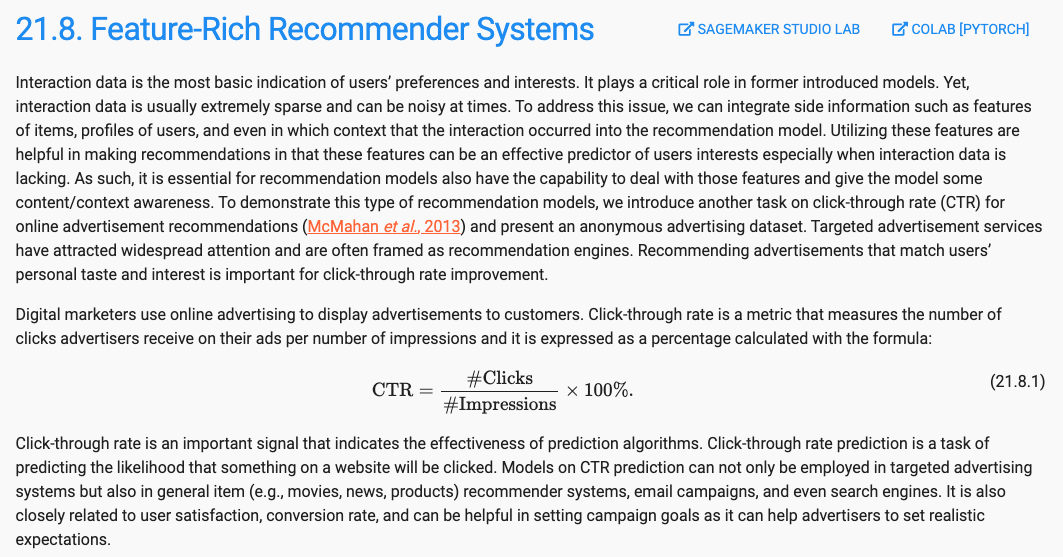 21.8. Feature-Rich Recommender Systems
SAGEMAKER STUDIO LAB
COLAB [PYTORCH]
Interaction data is the most basic indication of users’ preferences and interests. It plays a critical role in former introduced models. Yet,
interaction data is usually extremely sparse and can be noisy at times. To address this issue, we can integrate side information such as features
of items, profiles of users, and even in which context that the interaction occurred into the recommendation model. Utilizing these features are
helpful in making recommendations in that these features can be an effective predictor of users interests especially when interaction data is
lacking. As such, it is essential for recommendation models also have the capability to deal with those features and give the model some
content/context awareness. To demonstrate this type of recommendation models, we introduce another task on click-through rate (CTR) for
online advertisement recommendations (McMahan et al., 2013) and present an anonymous advertising dataset. Targeted advertisement services
have attracted widespread attention and are often framed as recommendation engines. Recommending advertisements that match users’
personal taste and interest is important for click-through rate improvement.
Digital marketers use online advertising to display advertisements to customers. Click-through rate is a metric that measures the number of
clicks advertisers receive on their ads per number of impressions and it is expressed as a percentage calculated with the formula:
CTR = #Clicks / #Impressions × 100%.
(21.8.1)
Click-through rate is an important signal that indicates the effectiveness of prediction algorithms. Click-through rate prediction is a task of
predicting the likelihood that something on a website will be clicked. Models on CTR prediction can not only be employed in targeted advertising
systems but also in general item (e.g., movies, news, products) recommender systems, email campaigns, and even search engines. It is also
closely related to user satisfaction, conversion rate, and can be helpful in setting campaign goals as it can help advertisers to set realistic
expectations.